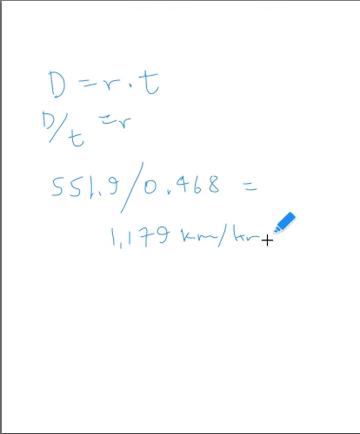 D = r . t
D/t = r
551.9/0.468 =
1,179 km/hr